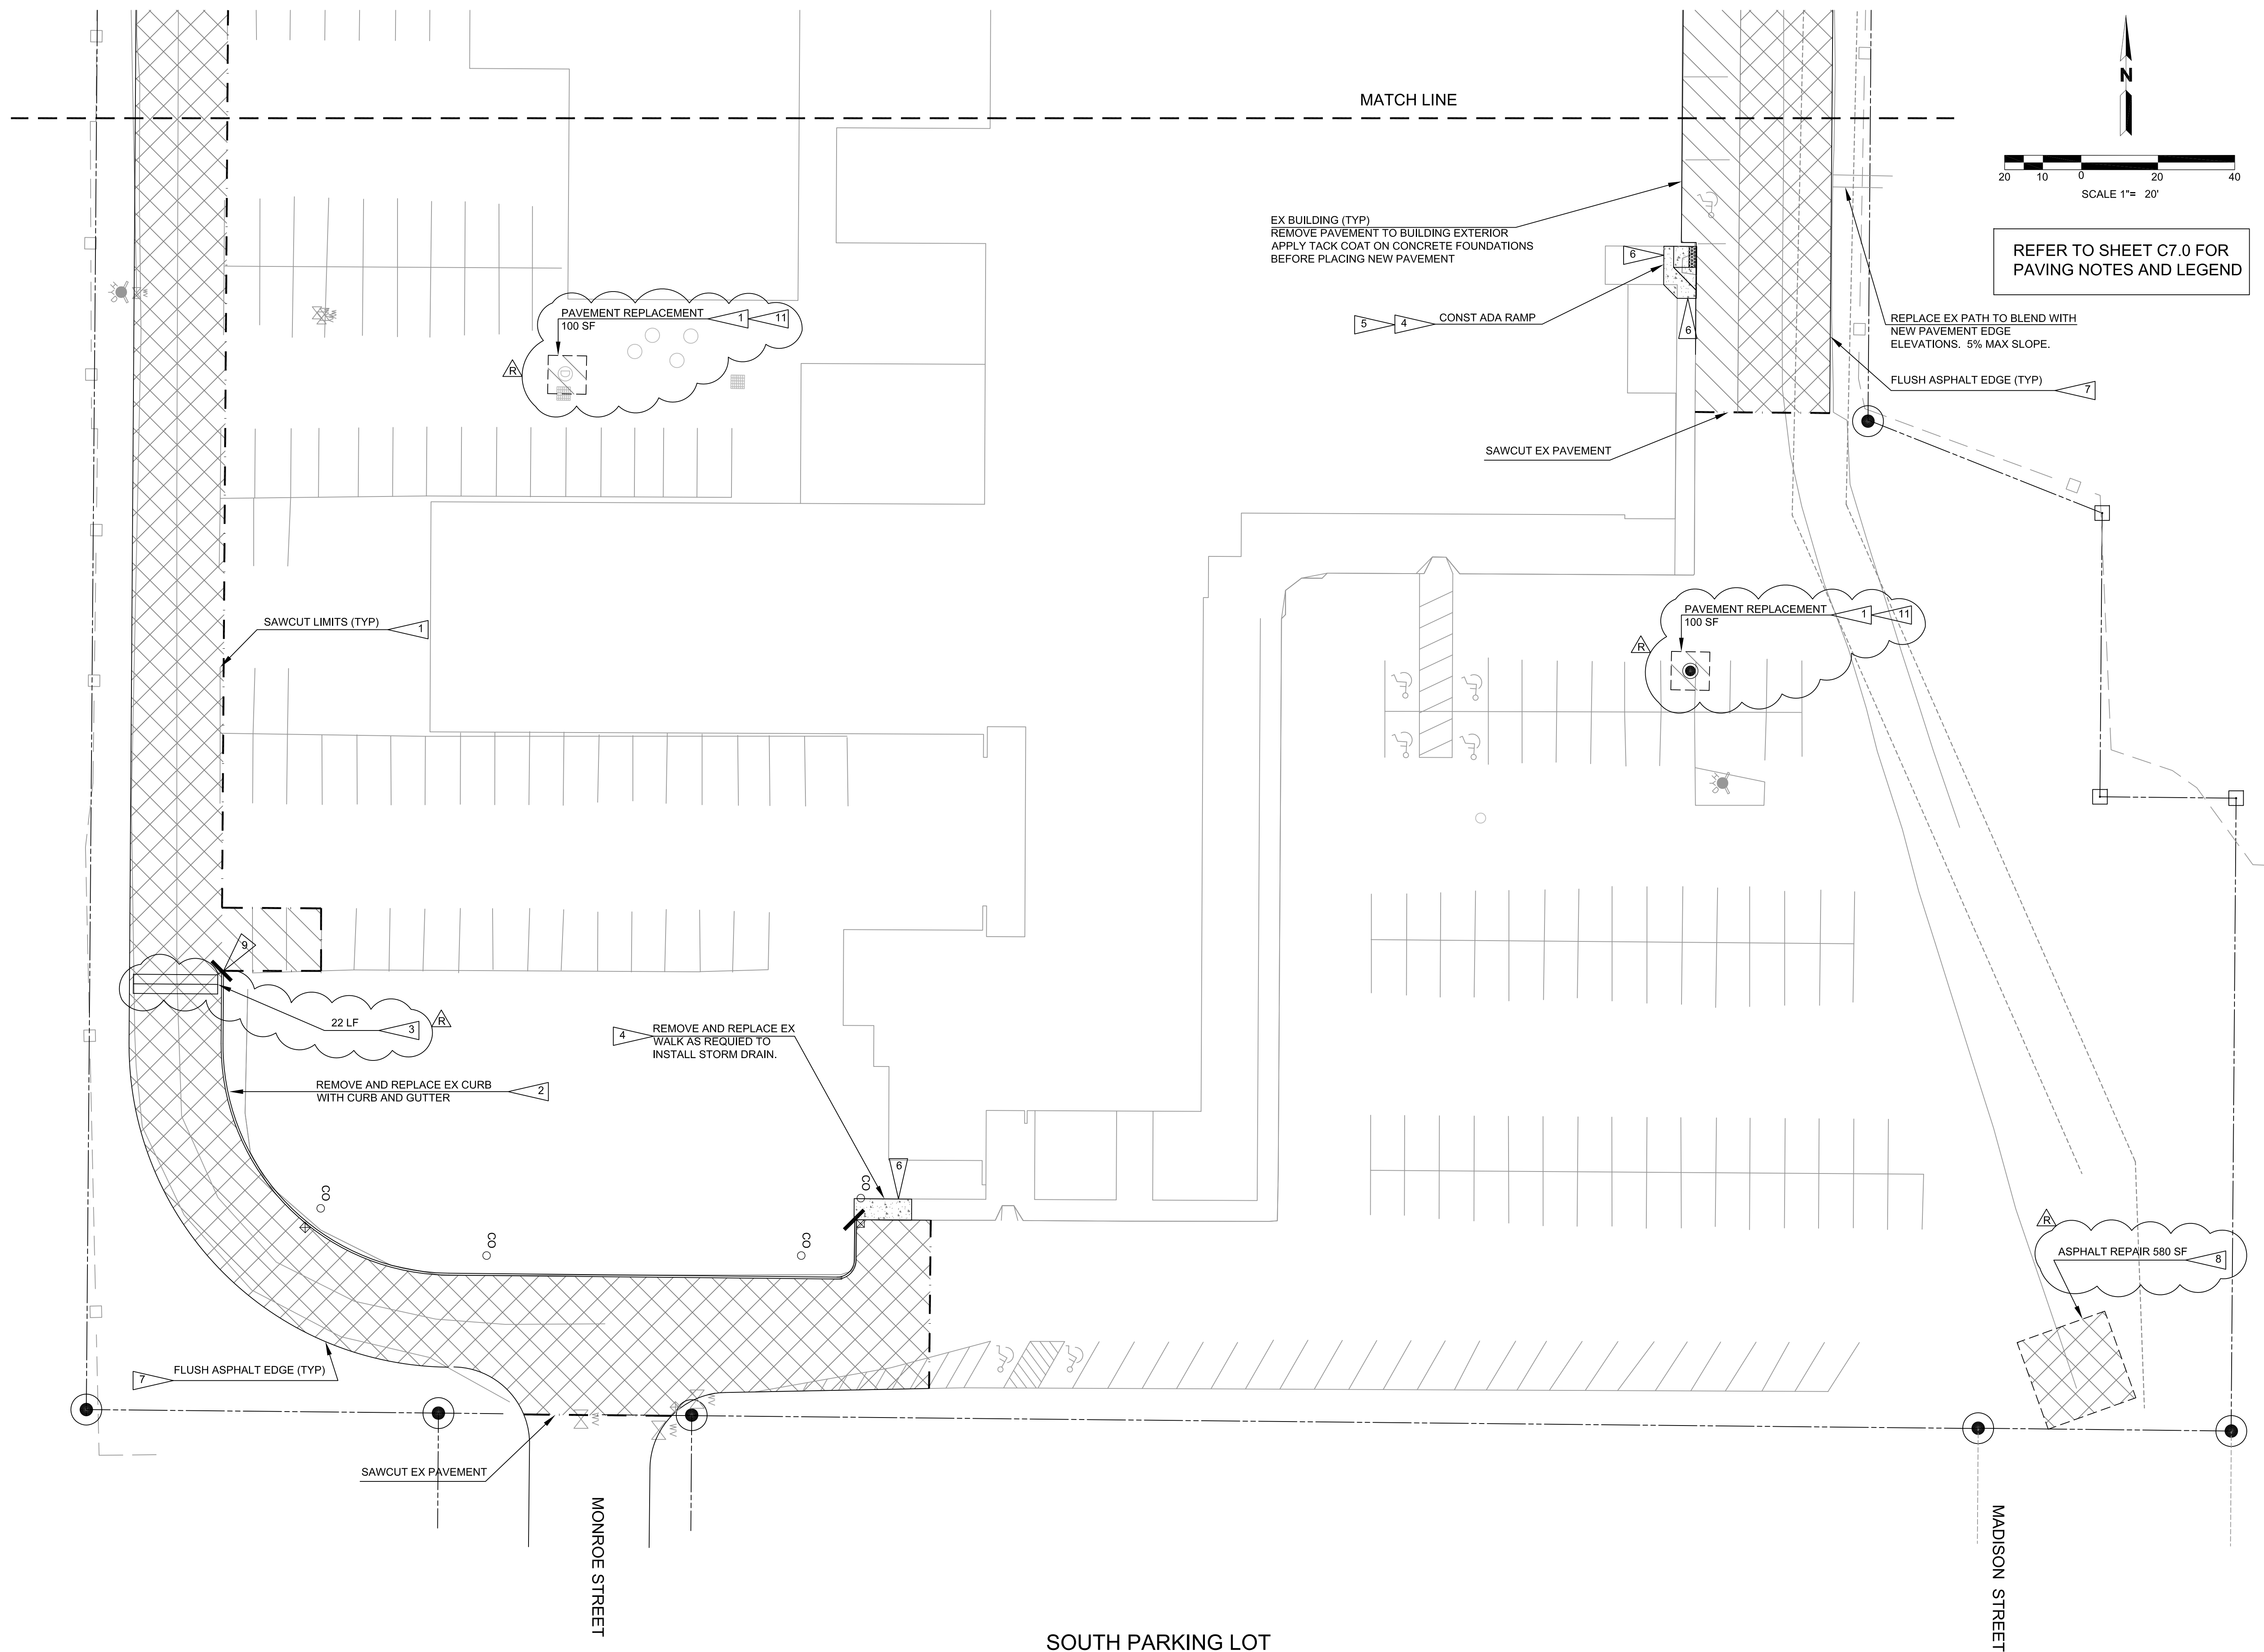 MATCH LINE
N
20 10 0 20 40
SCALE 1"= 20'
REFER TO SHEET C7.0 FOR
PAVING NOTES AND LEGEND
EX BUILDING (TYP)
REMOVE PAVEMENT TO BUILDING EXTERIOR
APPLY TACK COAT ON CONCRETE FOUNDATIONS
BEFORE PLACING NEW PAVEMENT
6
5 4 CONST ADA RAMP
6
REPLACE EX PATH TO BLEND WITH
NEW PAVEMENT EDGE
ELEVATIONS. 5% MAX SLOPE.
FLUSH ASPHALT EDGE (TYP) 7
SAWCUT EX PAVEMENT
PAVEMENT REPLACEMENT 1 11
100 SF
R
D
SAWCUT LIMITS (TYP) 1
PAVEMENT REPLACEMENT 1 11
100 SF
R
9
22 LF 3
R
REMOVE AND REPLACE EX CURB 2
WITH CURB AND GUTTER
4 REMOVE AND REPLACE EX
WALK AS REQUIED TO
INSTALL STORM DRAIN.
6
CO
CO
CO
CO
R
ASPHALT REPAIR 580 SF 8
7 FLUSH ASPHALT EDGE (TYP)
SAWCUT EX PAVEMENT
MONROE STREET
MADISON STREET
SOUTH PARKING LOT